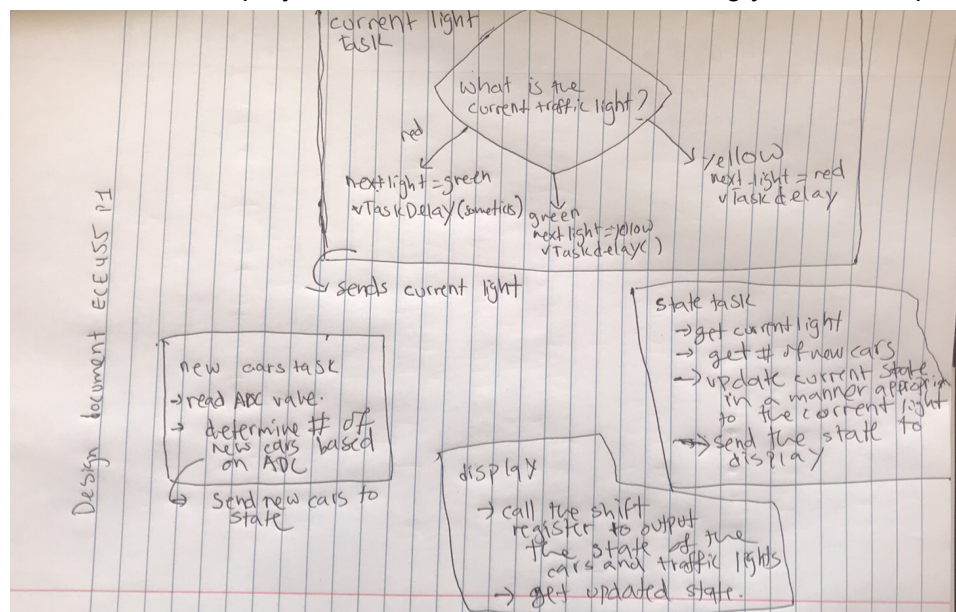 current light
task
what is the
current traffic light?
red
next light = green
vTaskDelay(sometics)
green
next light = yellow
vTaskdelay( )
yellow
next light = red
vTask delay
sends current light
Design document ECE455 P1
new cars task
→ read ADC value.
→ determine # of
new cars based
on ADC
→ send new cars to
state
state task
→ get current light
→ get # of new cars
→ update current state
in a manner
to the current light
→ send the state to
display
display
→ call the shift
register to output
the state of the
cars and traffic lights
→ get updated state.